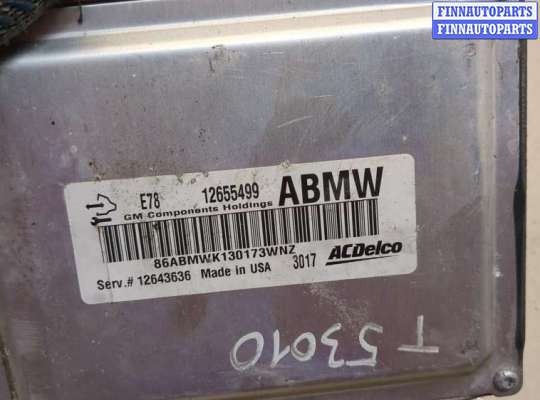 FINNAUTOPARTS
FINNAUTOPARTS
E78 12655499 ABMW
GM Components Holdings
86ABMWK130173WNZ
Serv.# 12643636 Made in USA 3017 ACDelco
T 53010